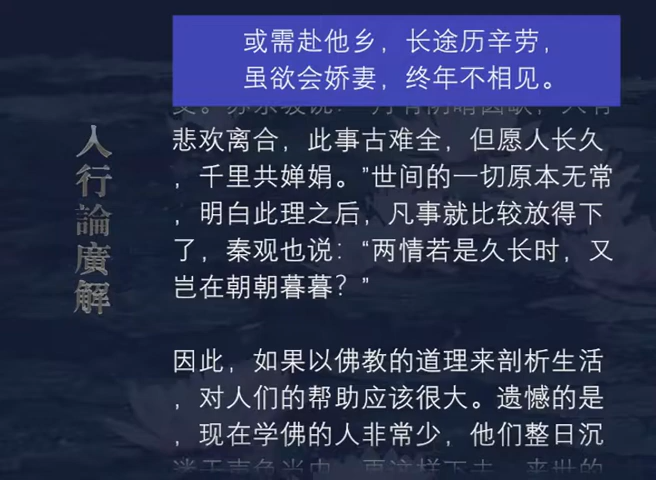 或需赴他乡，长途历辛劳，
虽欲会娇妻，终年不相见。
人行論廣解
悲欢离合，此事古难全，但愿人长久
，千里共婵娟。”世间的一切原本无常
，明白此理之后，凡事就比较放得下
了，秦观也说：“两情若是久长时，又
岂在朝朝暮暮？”
因此，如果以佛教的道理来剖析生活
，对人们的帮助应该很大。遗憾的是
，现在学佛的人非常少，他们整日沉